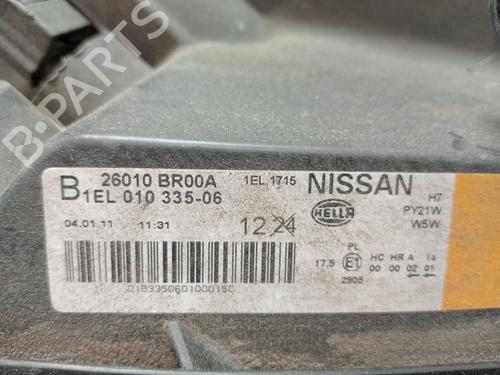 B-PARTS
B 26010 BR00A 1EL.1715 NISSAN
1EL 010 335-06 HELLA H7
PY21W
04.01.11 11:31 12.24 W5W
PL HC HR A 1a
17.5 E1 00 00 02 01
2905